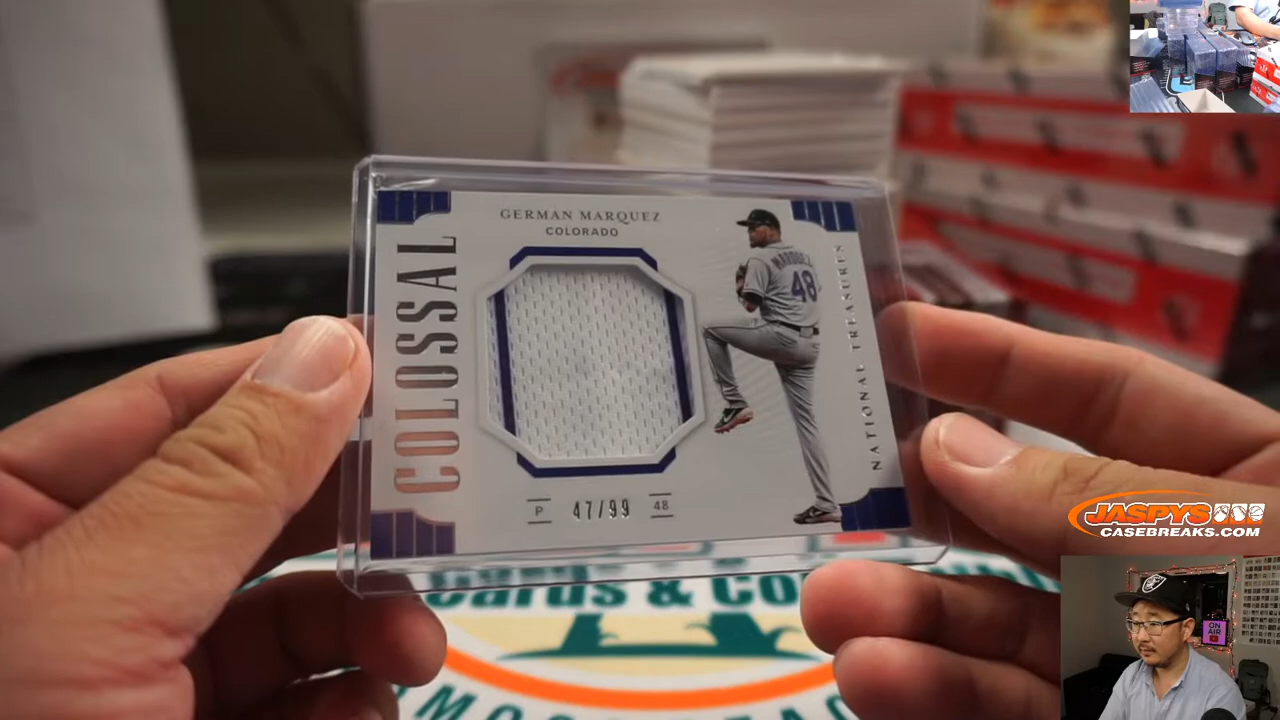 GERMAN MARQUEZ
COLORADO
COLOSSAL
MARQUEZ
48
NATIONAL TREASURES
P
47/99
48
Cards & Co
JASPYS
CASEBREAKS.COM
ON
AIR